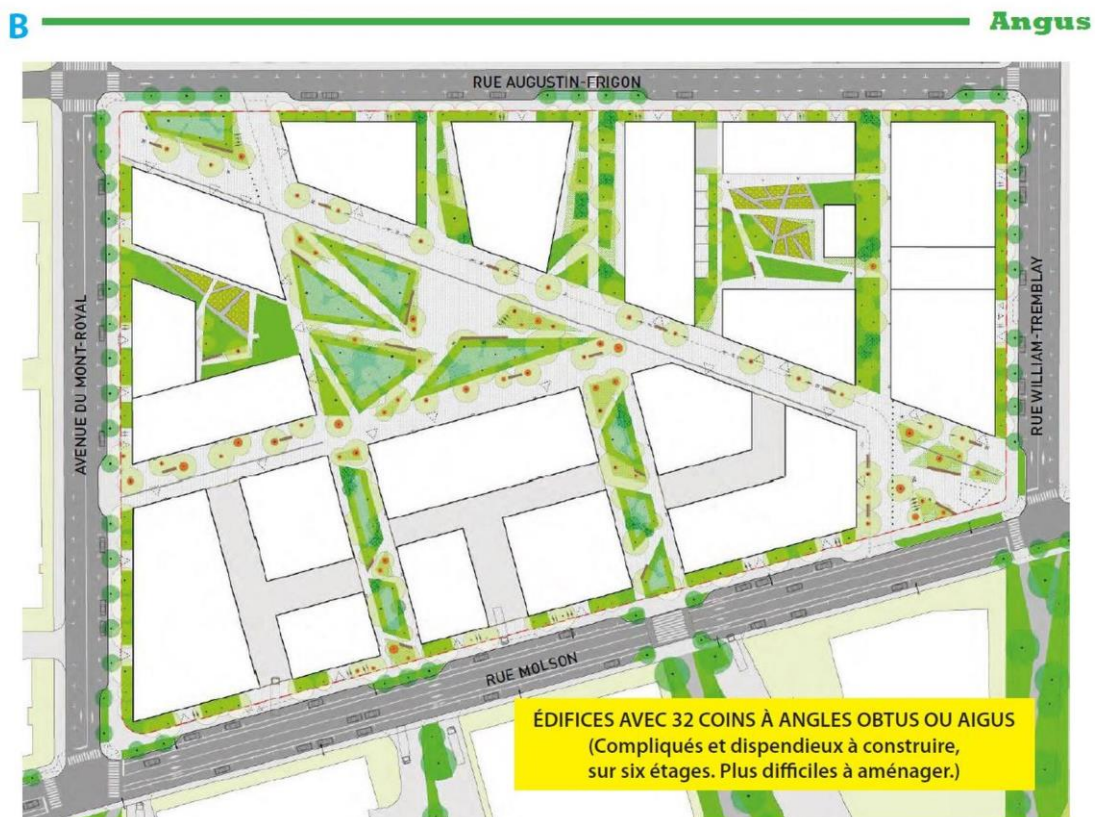 B
Angus
RUE AUGUSTIN-FRIGON
AVENUE DU MONT-ROYAL
RUE WILLIAM-TREMBLAY
RUE MOLSON
ÉDIFICES AVEC 32 COINS À ANGLES OBTUS OU AIGUS
(Compliqués et dispendieux à construire,
sur six étages. Plus difficiles à aménager.)